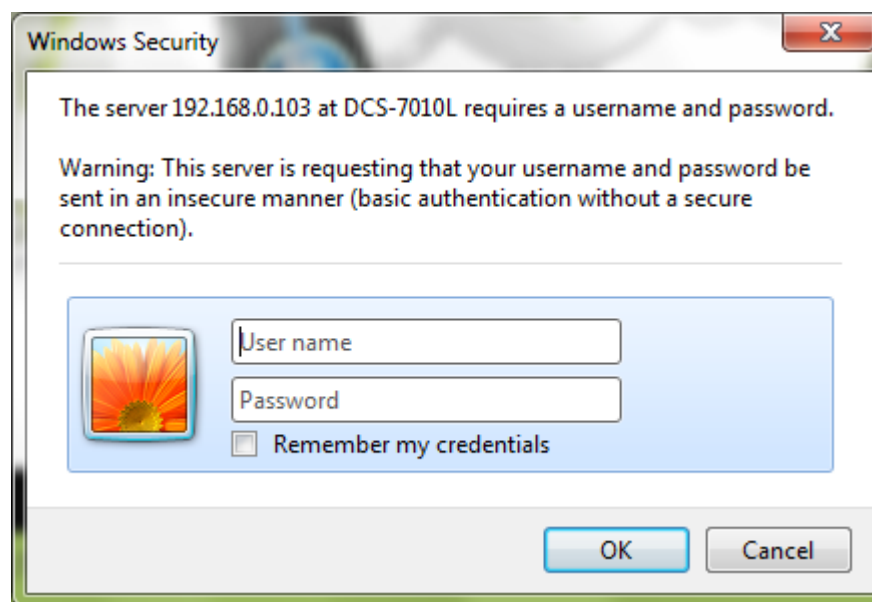 Windows Security
The server 192.168.0.103 at DCS-7010L requires a username and password.
Warning: This server is requesting that your username and password be
sent in an insecure manner (basic authentication without a secure
connection).
User name
Password
Remember my credentials
OK
Cancel